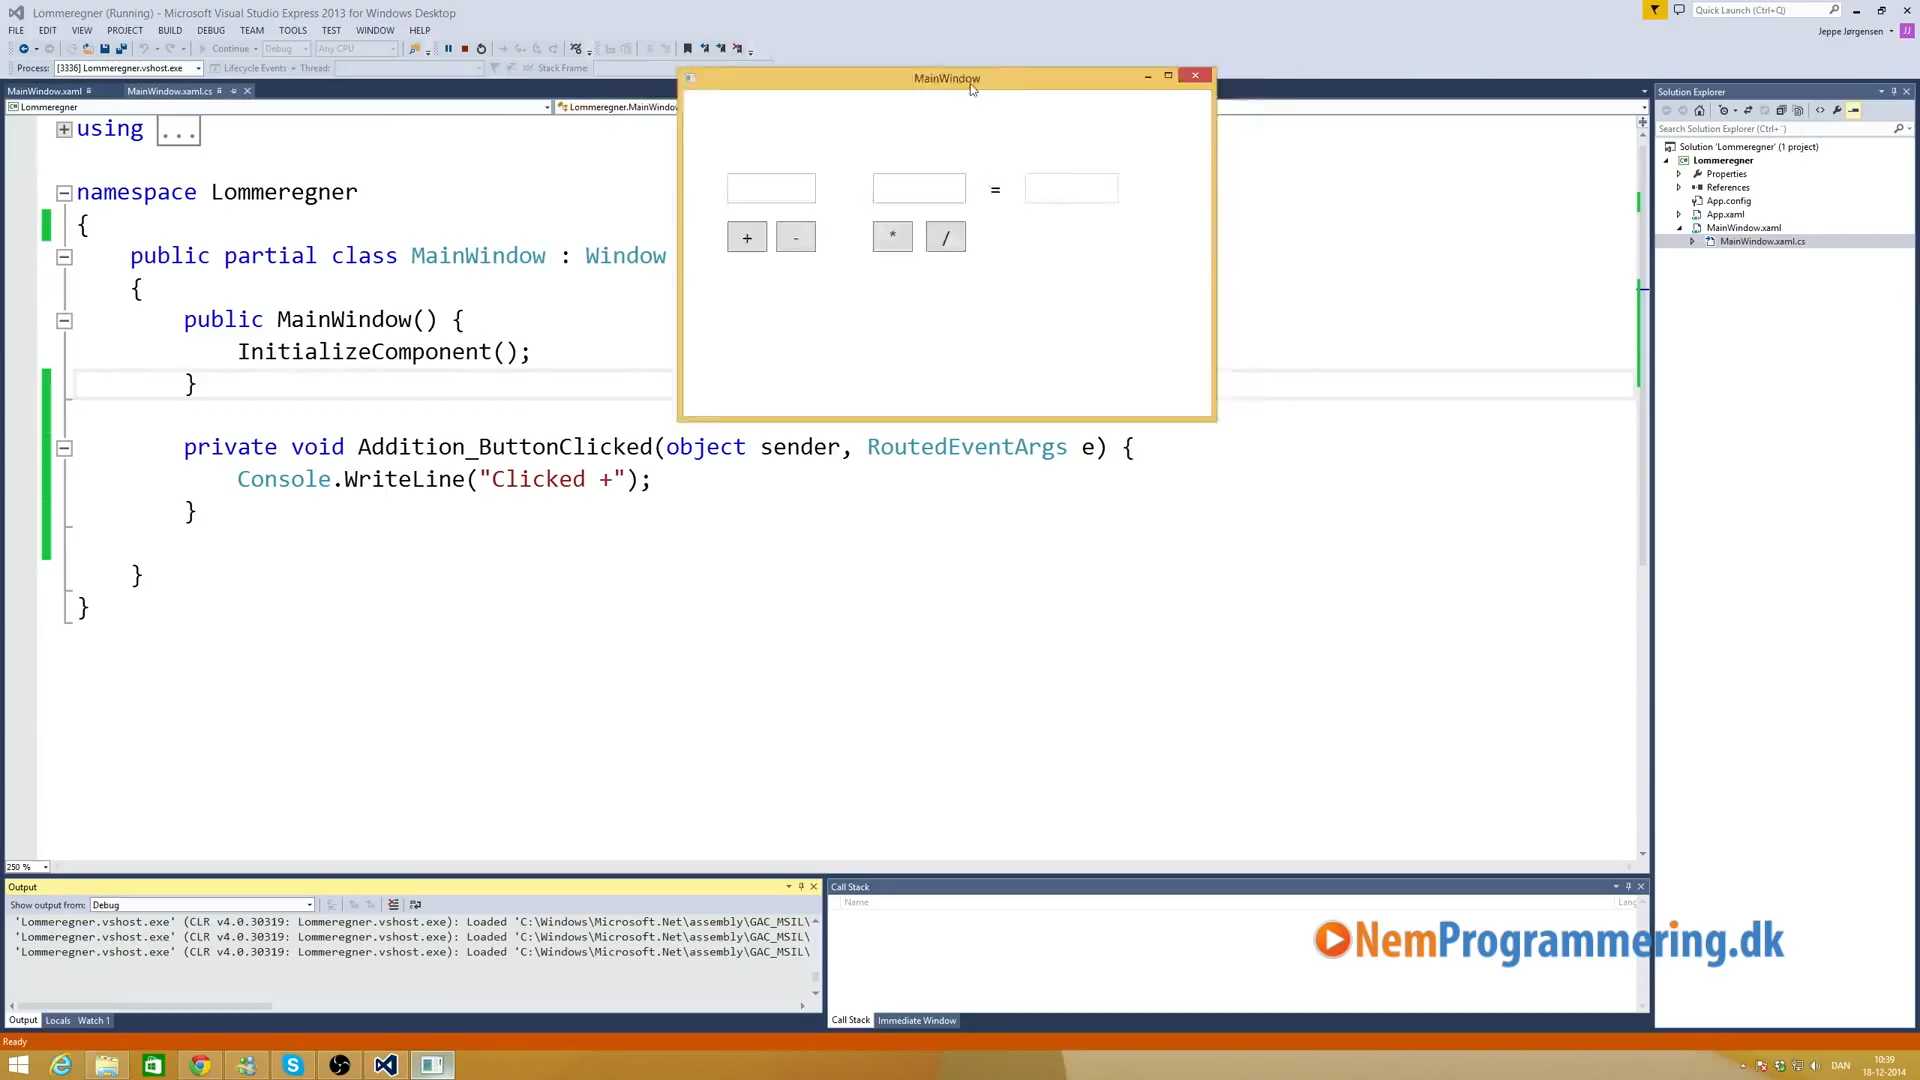 Lommeregner (Running) - Microsoft Visual Studio Express 2013 for Windows Desktop
Quick Launch (Ctrl+Q)
FILE EDIT VIEW PROJECT BUILD DEBUG TEAM TOOLS TEST WINDOW HELP
Jeppe Jørgensen JJ
Continue Debug Any CPU
Process: [3336] Lommeregner.vshost.exe Lifecycle Events Thread: Stack Frame:
MainWindow.xaml MainWindow.xaml.cs
Lommeregner Lommeregner.MainWindo
using ...
namespace Lommeregner
{
public partial class MainWindow : Window
{
public MainWindow() {
InitializeComponent();
}
private void Addition_ButtonClicked(object sender, RoutedEventArgs e) {
Console.WriteLine("Clicked +");
}
}
}
MainWindow
=
+ - * /
Solution Explorer
Search Solution Explorer (Ctrl+¨)
Solution 'Lommeregner' (1 project)
Lommeregner
Properties
References
App.config
App.xaml
MainWindow.xaml
MainWindow.xaml.cs
250 %
Output
Show output from: Debug
'Lommeregner.vshost.exe' (CLR v4.0.30319: Lommeregner.vshost.exe): Loaded 'C:\Windows\Microsoft.Net\assembly\GAC_MSIL\
'Lommeregner.vshost.exe' (CLR v4.0.30319: Lommeregner.vshost.exe): Loaded 'C:\Windows\Microsoft.Net\assembly\GAC_MSIL\
'Lommeregner.vshost.exe' (CLR v4.0.30319: Lommeregner.vshost.exe): Loaded 'C:\Windows\Microsoft.Net\assembly\GAC_MSIL\
Output Locals Watch 1
Call Stack
Name Lang
NemProgrammering.dk
Call Stack Immediate Window
Ready
DAN
10:39
18-12-2014